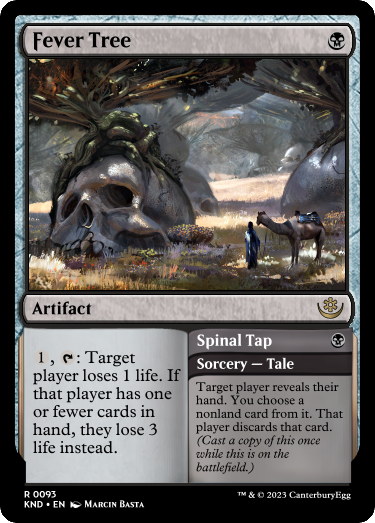 Fever Tree
Artifact
1, : Target
player loses 1 life. If
that player has one
or fewer cards in
hand, they lose 3
life instead.
Spinal Tap
Sorcery — Tale
Target player reveals their
hand. You choose a
nonland card from it. That
player discards that card.
(Cast a copy of this once
while this is on the
battlefield.)
R 0093
KND • EN Marcin Basta
™ & © 2023 CanterburyEgg